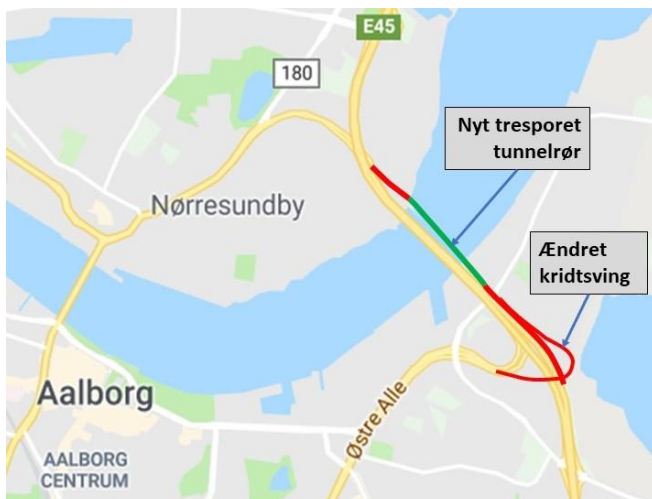 E45
180
Nyt tresporet
tunnelrør
Nørresundby
Ændret
kridtsving
Aalborg
Østre Alle
AALBORG
CENTRUM